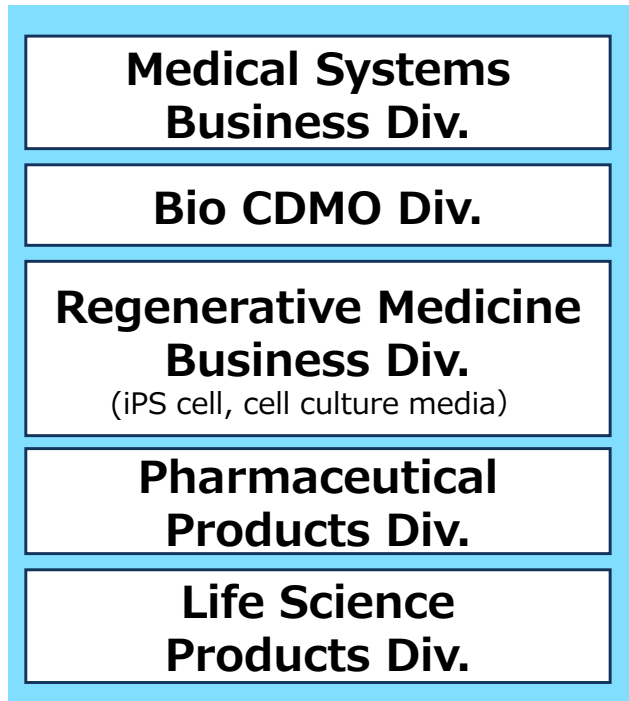 Medical Systems
Business Div.
Bio CDMO Div.
Regenerative Medicine
Business Div.
(iPS cell, cell culture media）
Pharmaceutical
Products Div.
Life Science
Products Div.